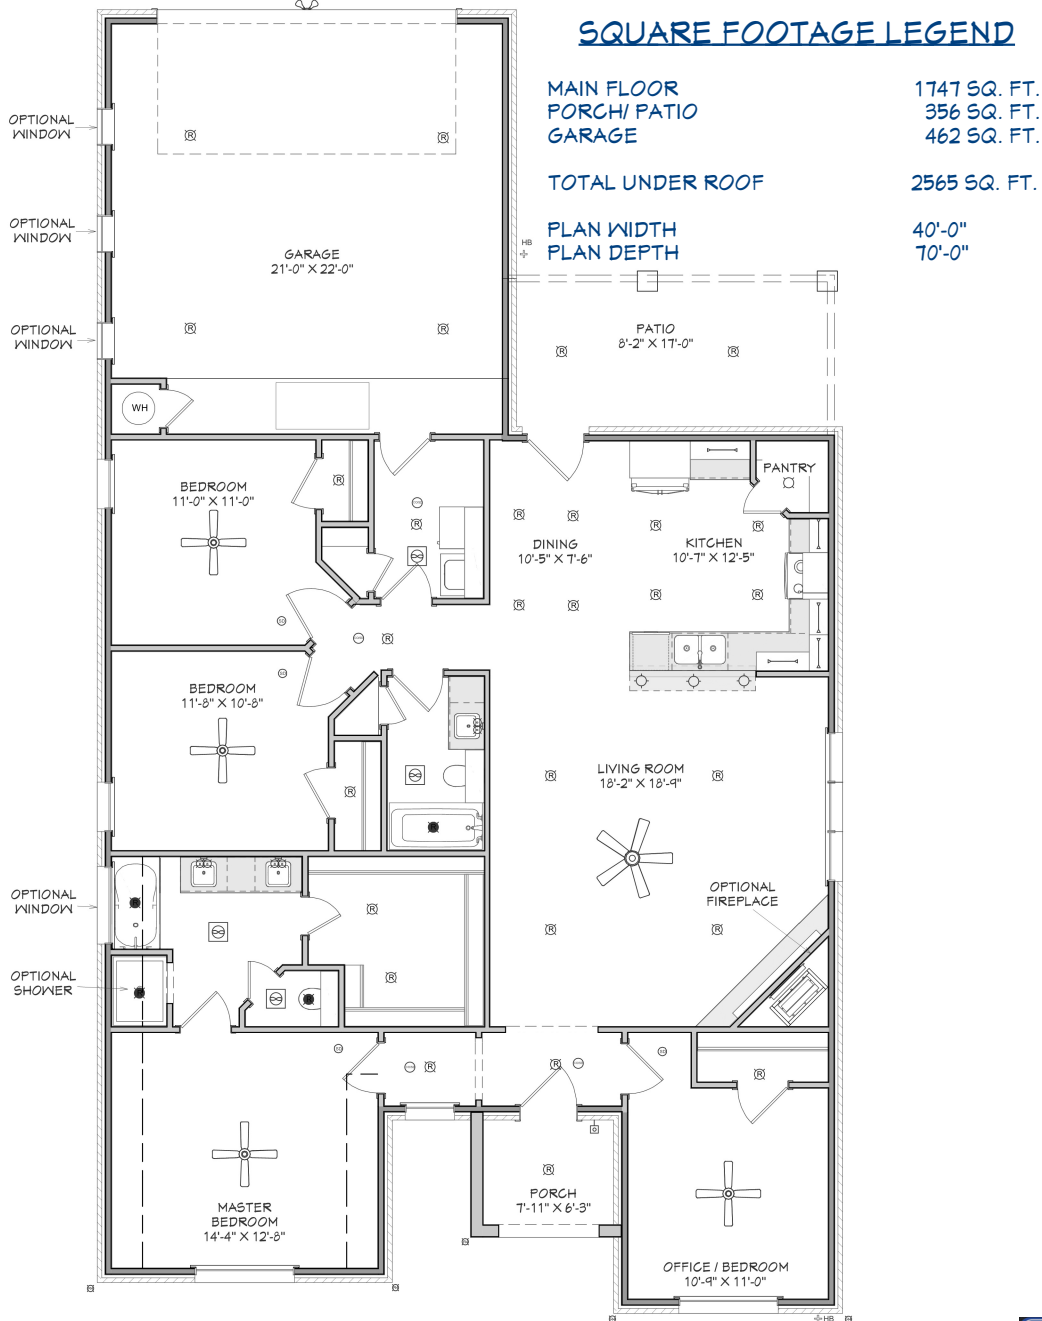 SQUARE FOOTAGE LEGEND
MAIN FLOOR 1747 SQ. FT.
PORCH/ PATIO 356 SQ. FT.
GARAGE 462 SQ. FT.
TOTAL UNDER ROOF 2565 SQ. FT.
PLAN WIDTH 40'-0"
PLAN DEPTH 70'-0"
OPTIONAL
WINDOW
R
R
OPTIONAL
WINDOW
GARAGE
21'-0" X 22'-0"
HB
OPTIONAL
WINDOW
R
R
PATIO
8'-2" X 17'-0"
R
R
WH
BEDROOM
11'-0" X 11'-0"
R
R
PANTRY
DINING
10'-5" X 7'-6"
R
R
R
R
KITCHEN
10'-7" X 12'-5"
R
R
R
R
R
R
R
BEDROOM
11'-8" X 10'-8"
R
LIVING ROOM
18'-2" X 18'-9"
R
R
OPTIONAL
WINDOW
OPTIONAL
FIREPLACE
R
R
R
OPTIONAL
SHOWER
R
R
R
R
MASTER
BEDROOM
14'-4" X 12'-8"
R
PORCH
7'-11" X 6'-3"
OFFICE / BEDROOM
10'-9" X 11'-0"
HB